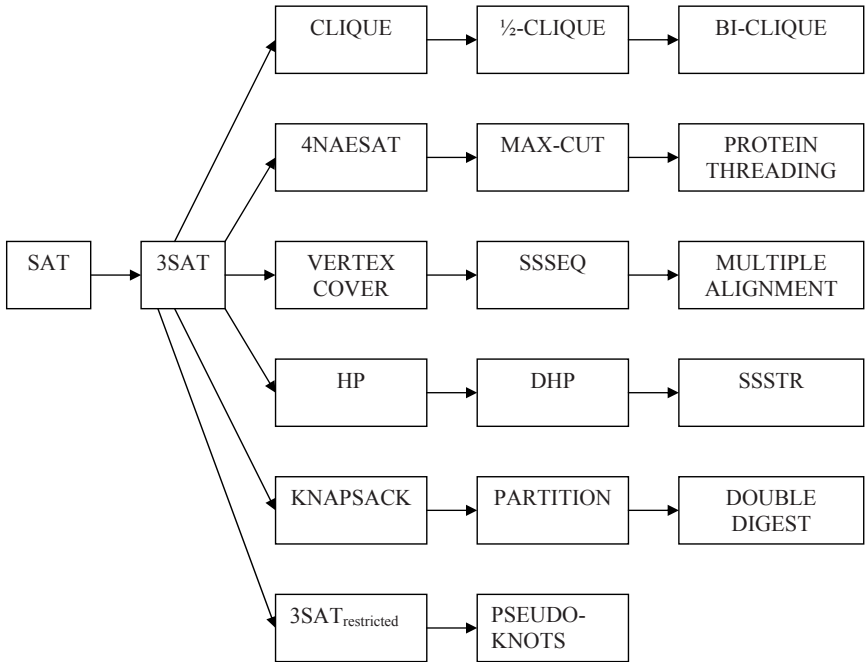 CLIQUE
½-CLIQUE
BI-CLIQUE
4NAESAT
MAX-CUT
PROTEIN
THREADING
SAT
3SAT
VERTEX
COVER
SSSEQ
MULTIPLE
ALIGNMENT
HP
DHP
SSSTR
KNAPSACK
PARTITION
DOUBLE
DIGEST
3SATrestricted
PSEUDO-
KNOTS